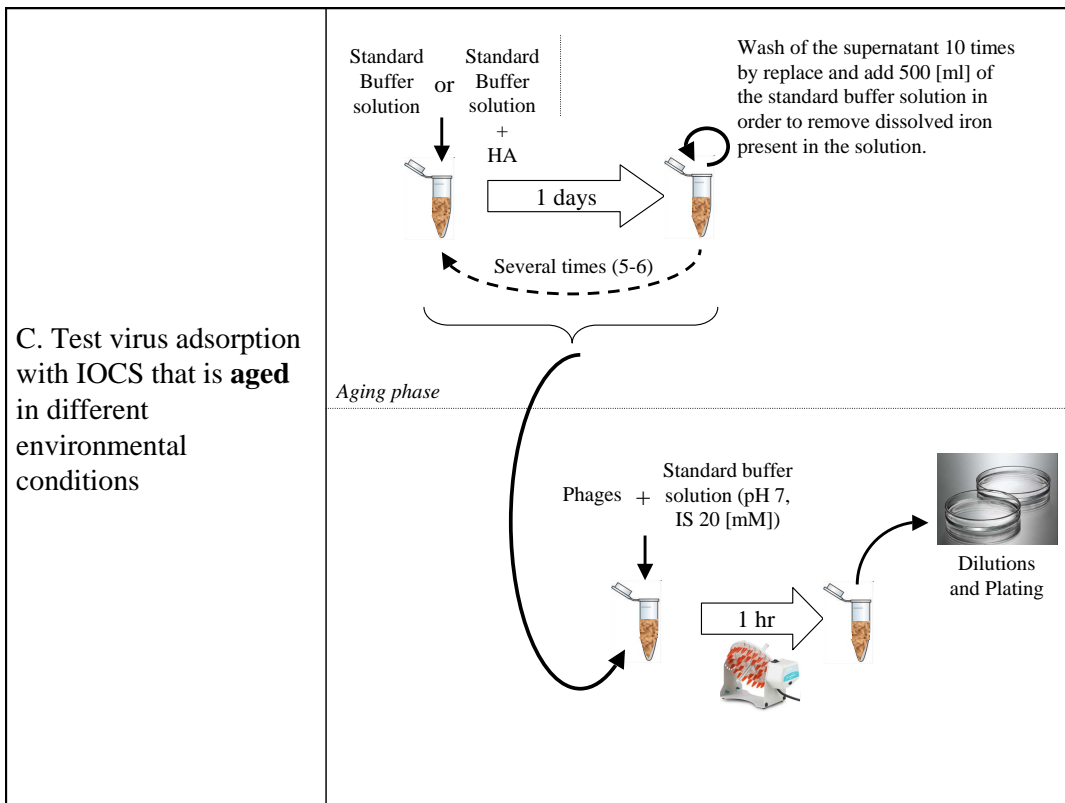 C. Test virus adsorption
with IOCS that is aged
in different
environmental
conditions
Standard
Buffer
solution
or
Standard
Buffer
solution
+
HA
1 days
Wash of the supernatant 10 times
by replace and add 500 [ml] of
the standard buffer solution in
order to remove dissolved iron
present in the solution.
Several times (5-6)
Aging phase
Phages
+
Standard buffer
solution (pH 7,
IS 20 [mM])
1 hr
Dilutions
and Plating